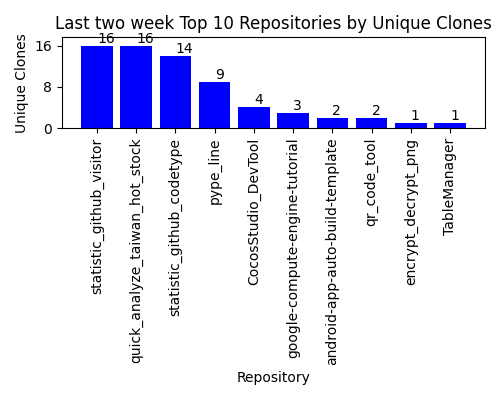 Last two week Top 10 Repositories by Unique Clones
Unique Clones
16
8
0
16
16
14
9
4
3
2
2
1
1
statistic_github_visitor
quick_analyze_taiwan_hot_stock
statistic_github_codetype
pype_line
CocosStudio_DevTool
google-compute-engine-tutorial
android-app-auto-build-template
qr_code_tool
encrypt_decrypt_png
TableManager
Repository